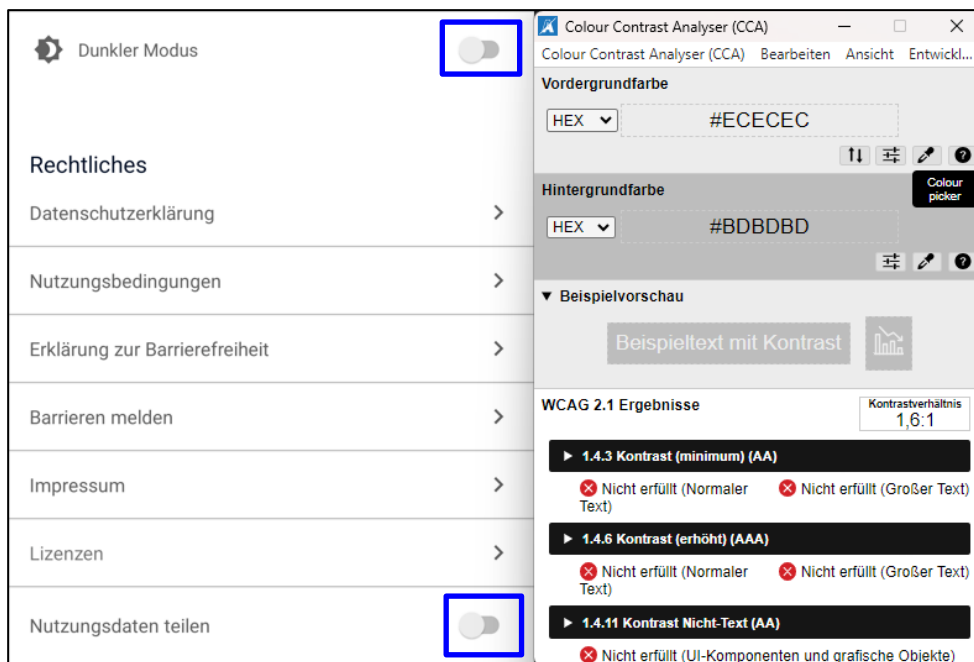 Dunkler Modus
Rechtliches
Datenschutzerklärung
Nutzungsbedingungen
Erklärung zur Barrierefreiheit
Barrieren melden
Impressum
Lizenzen
Nutzungsdaten teilen
Colour Contrast Analyser (CCA)
Colour Contrast Analyser (CCA) Bearbeiten Ansicht Entwickl...
Vordergrundfarbe
HEX #ECECEC
Hintergrundfarbe
Colour
picker
HEX #BDBDBD
Beispielvorschau
Beispieltext mit Kontrast
WCAG 2.1 Ergebnisse
Kontrastverhältnis
1,6:1
1.4.3 Kontrast (minimum) (AA)
Nicht erfüllt (Normaler
Text)
Nicht erfüllt (Großer Text)
1.4.6 Kontrast (erhöht) (AAA)
Nicht erfüllt (Normaler
Text)
Nicht erfüllt (Großer Text)
1.4.11 Kontrast Nicht-Text (AA)
Nicht erfüllt (UI-Komponenten und grafische Objekte)